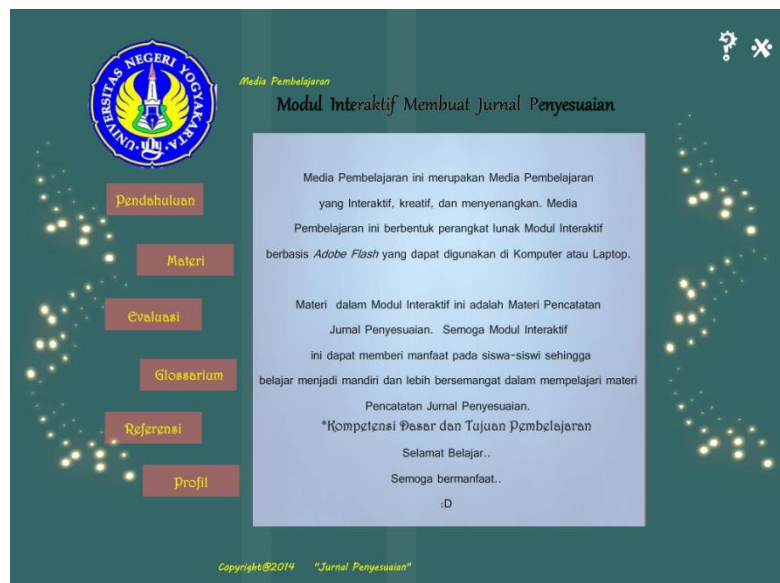 UNIVERSITAS NEGERI YOGYAKARTA
Media Pembelajaran
Modul Interaktif Membuat Jurnal Penyesuaian
Pendahuluan
Materi
Evaluasi
Glossarium
Referensi
Profil
Media Pembelajaran ini merupakan Media Pembelajaran
yang Interaktif, kreatif, dan menyenangkan. Media
Pembelajaran ini berbentuk perangkat lunak Modul Interaktif
berbasis Adobe Flash yang dapat digunakan di Komputer atau Laptop.
Materi dalam Modul Interaktif ini adalah Materi Pencatatan
Jurnal Penyesuaian. Semoga Modul Interaktif
ini dapat memberi manfaat pada siswa-siswi sehingga
belajar menjadi mandiri dan lebih bersemangat dalam mempelajari materi
Pencatatan Jurnal Penyesuaian.
*Kompetensi Dasar dan Tujuan Pembelajaran
Selamat Belajar..
Semoga bermanfaat..
:D
Copyright@2014 "Jurnal Penyesuaian"